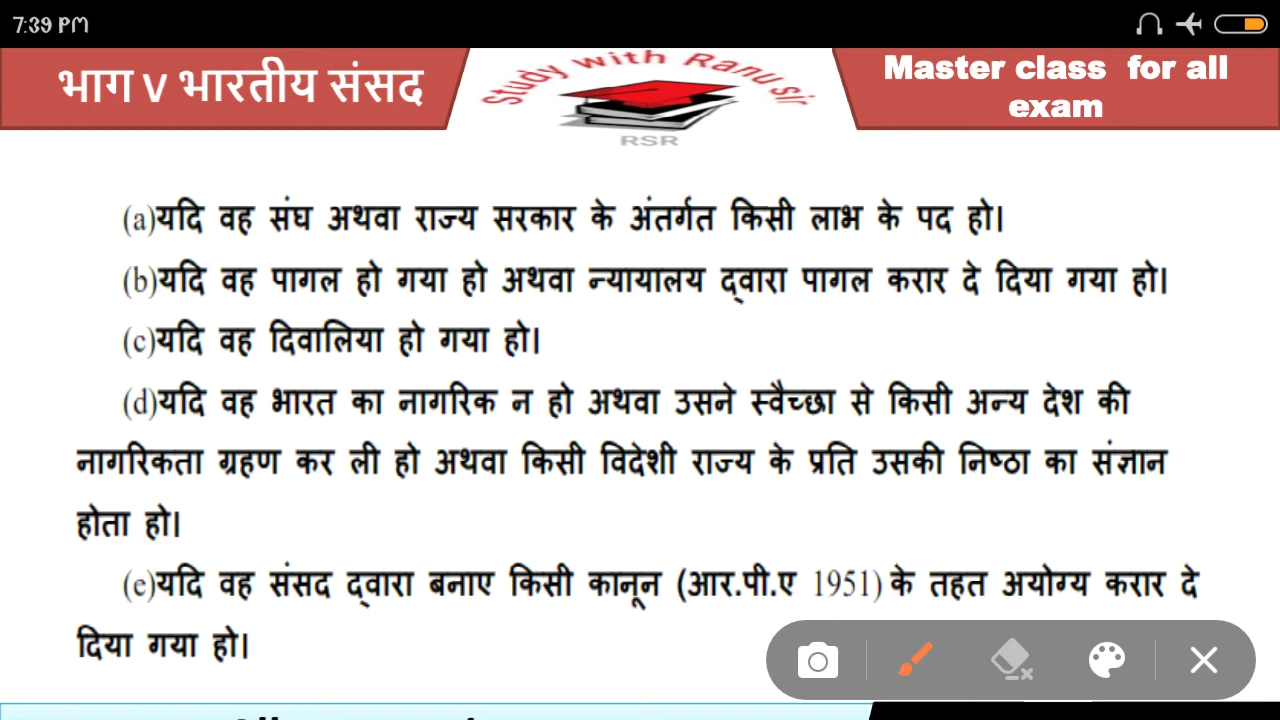 7:39 PM
भाग V भारतीय संसद
Study with Ranu sir
RSR
Master class for all
exam
(a)यदि वह संघ अथवा राज्य सरकार के अंतर्गत किसी लाभ के पद हो।
(b)यदि वह पागल हो गया हो अथवा न्यायालय द्वारा पागल करार दे दिया गया हो।
(c)यदि वह दिवालिया हो गया हो।
(d)यदि वह भारत का नागरिक न हो अथवा उसने स्वैच्छा से किसी अन्य देश की
नागरिकता ग्रहण कर ली हो अथवा किसी विदेशी राज्य के प्रति उसकी निष्ठा का संज्ञान
होता हो।
(e)यदि वह संसद द्वारा बनाए किसी कानून (आर.पी.ए 1951) के तहत अयोग्य करार दे
दिया गया हो।